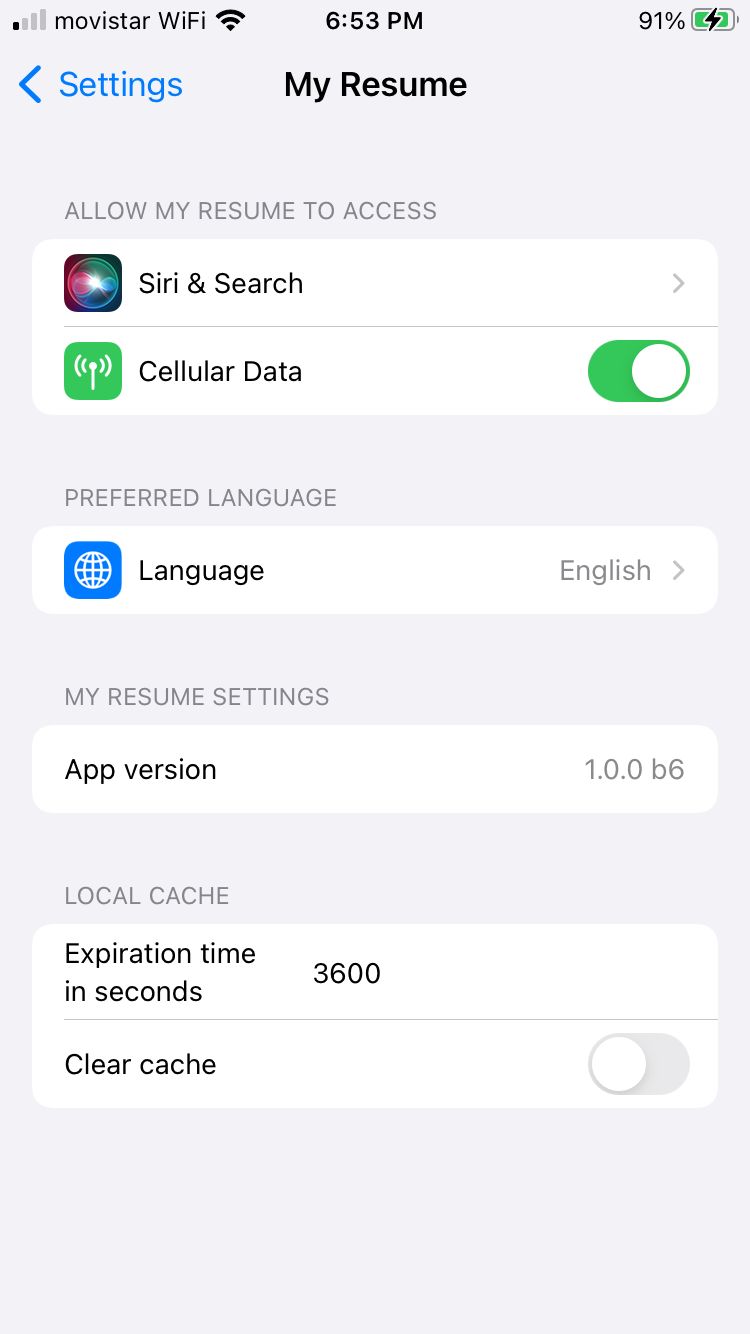 movistar WiFi 6:53 PM 91%
Settings My Resume
ALLOW MY RESUME TO ACCESS
Siri & Search
Cellular Data
PREFERRED LANGUAGE
Language English
MY RESUME SETTINGS
App version 1.0.0 b6
LOCAL CACHE
Expiration time
in seconds 3600
Clear cache